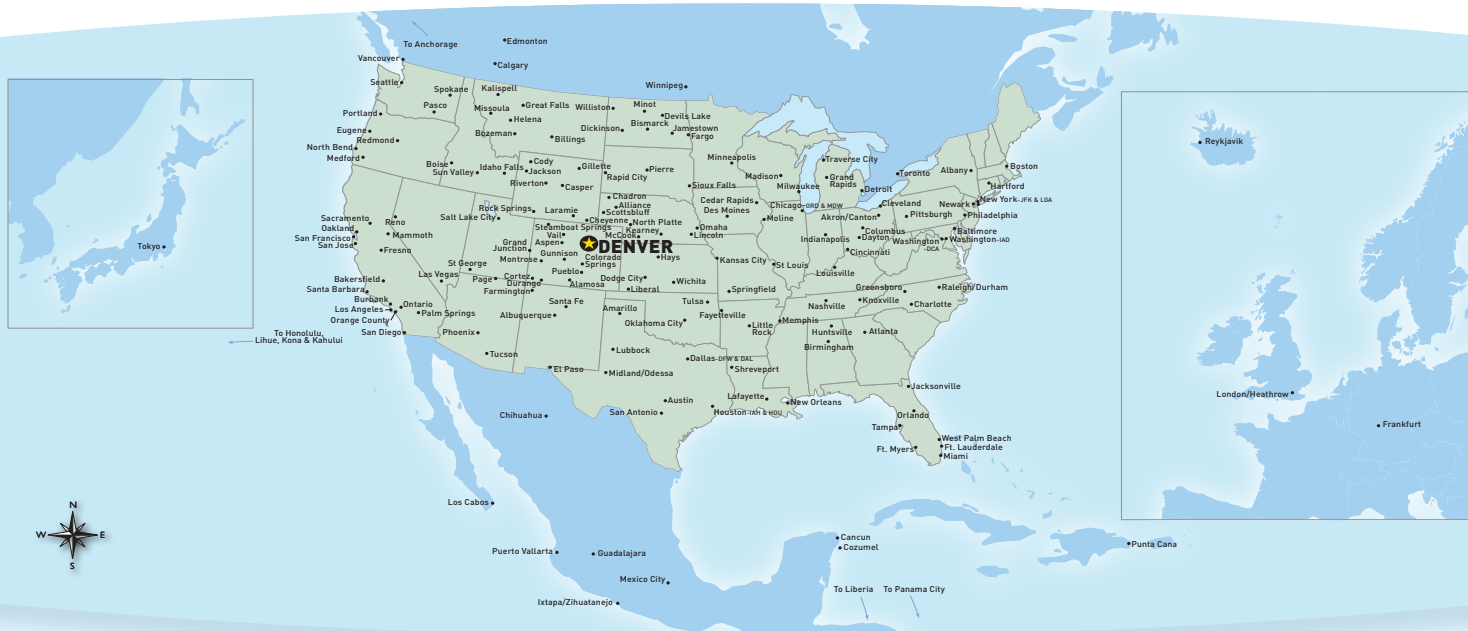 To Anchorage
Edmonton
Vancouver
Calgary
Seattle
Winnipeg
Spokane
Kalispell
Pasco
Missoula
Great Falls
Williston
Minot
Portland
Helena
Devils Lake
Bismarck
Eugene
Bozeman
Dickinson
Jamestown
Redmond
Billings
Fargo
North Bend
Medford
Boise
Sun Valley
Idaho Falls
Cody
Jackson
Gillette
Pierre
Rapid City
Minneapolis
Traverse City
Boston
Riverton
Casper
Sioux Falls
Madison
Milwaukee
Grand
Rapids
Detroit
Toronto
Albany
Hartford
Chadron
Alliance
Cedar Rapids
Des Moines
Chicago-ORD & MDW
Cleveland
Newark
New York-JFK & LGA
Rock Springs
Laramie
Scottsbluff
Salt Lake City
Cheyenne
North Platte
Kearney
Omaha
Moline
Akron/Canton
Pittsburgh
Philadelphia
Sacramento
Reno
Steamboat Springs
Vail
McCook
Lincoln
Columbus
Baltimore
Oakland
San Francisco
San Jose
Mammoth
Grand
Junction
Aspen
DENVER
Indianapolis
Dayton
Washington
-DCA
Washington-IAD
Fresno
Gunnison
Montrose
Colorado
Springs
Hays
Kansas City
St Louis
Cincinnati
Louisville
St George
Las Vegas
Page
Cortez
Durango
Farmington
Pueblo
Alamosa
Dodge City
Liberal
Wichita
Springfield
Greensboro
Raleigh/Durham
Bakersfield
Santa Barbara
Burbank
Los Angeles
Orange County
Ontario
Palm Springs
Santa Fe
Albuquerque
Amarillo
Tulsa
Fayetteville
Nashville
Knoxville
Charlotte
To Honolulu,
Lihue, Kona & Kahului
San Diego
Phoenix
Oklahoma City
Little
Rock
Memphis
Huntsville
Atlanta
Birmingham
Tucson
Lubbock
Dallas-DFW & DAL
El Paso
Midland/Odessa
Shreveport
Jacksonville
Chihuahua
Austin
San Antonio
Lafayette
Houston-IAH & HOU
New Orleans
Orlando
Tampa
West Palm Beach
Ft. Myers
Ft. Lauderdale
Miami
Los Cabos
Puerto Vallarta
Guadalajara
Cancun
Cozumel
Punta Cana
Mexico City
Ixtapa/Zihuatanejo
To Liberia
To Panama City
Tokyo
Reykjavik
London/Heathrow
Frankfurt
N
W
E
S